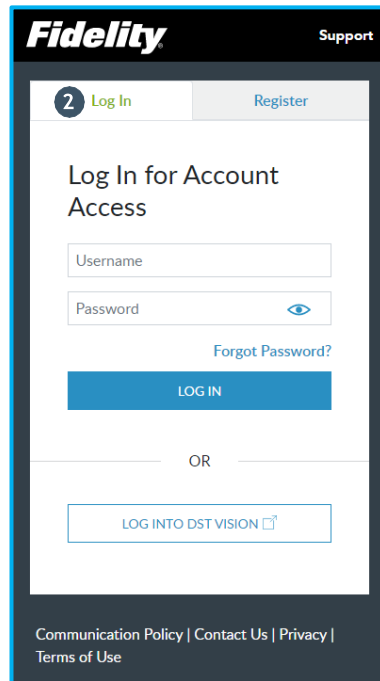 Fidelity
Support
2 Log In
Register
Log In for Account
Access
Username
Password
Forgot Password?
LOG IN
OR
LOG INTO DST VISION
Communication Policy | Contact Us | Privacy |
Terms of Use